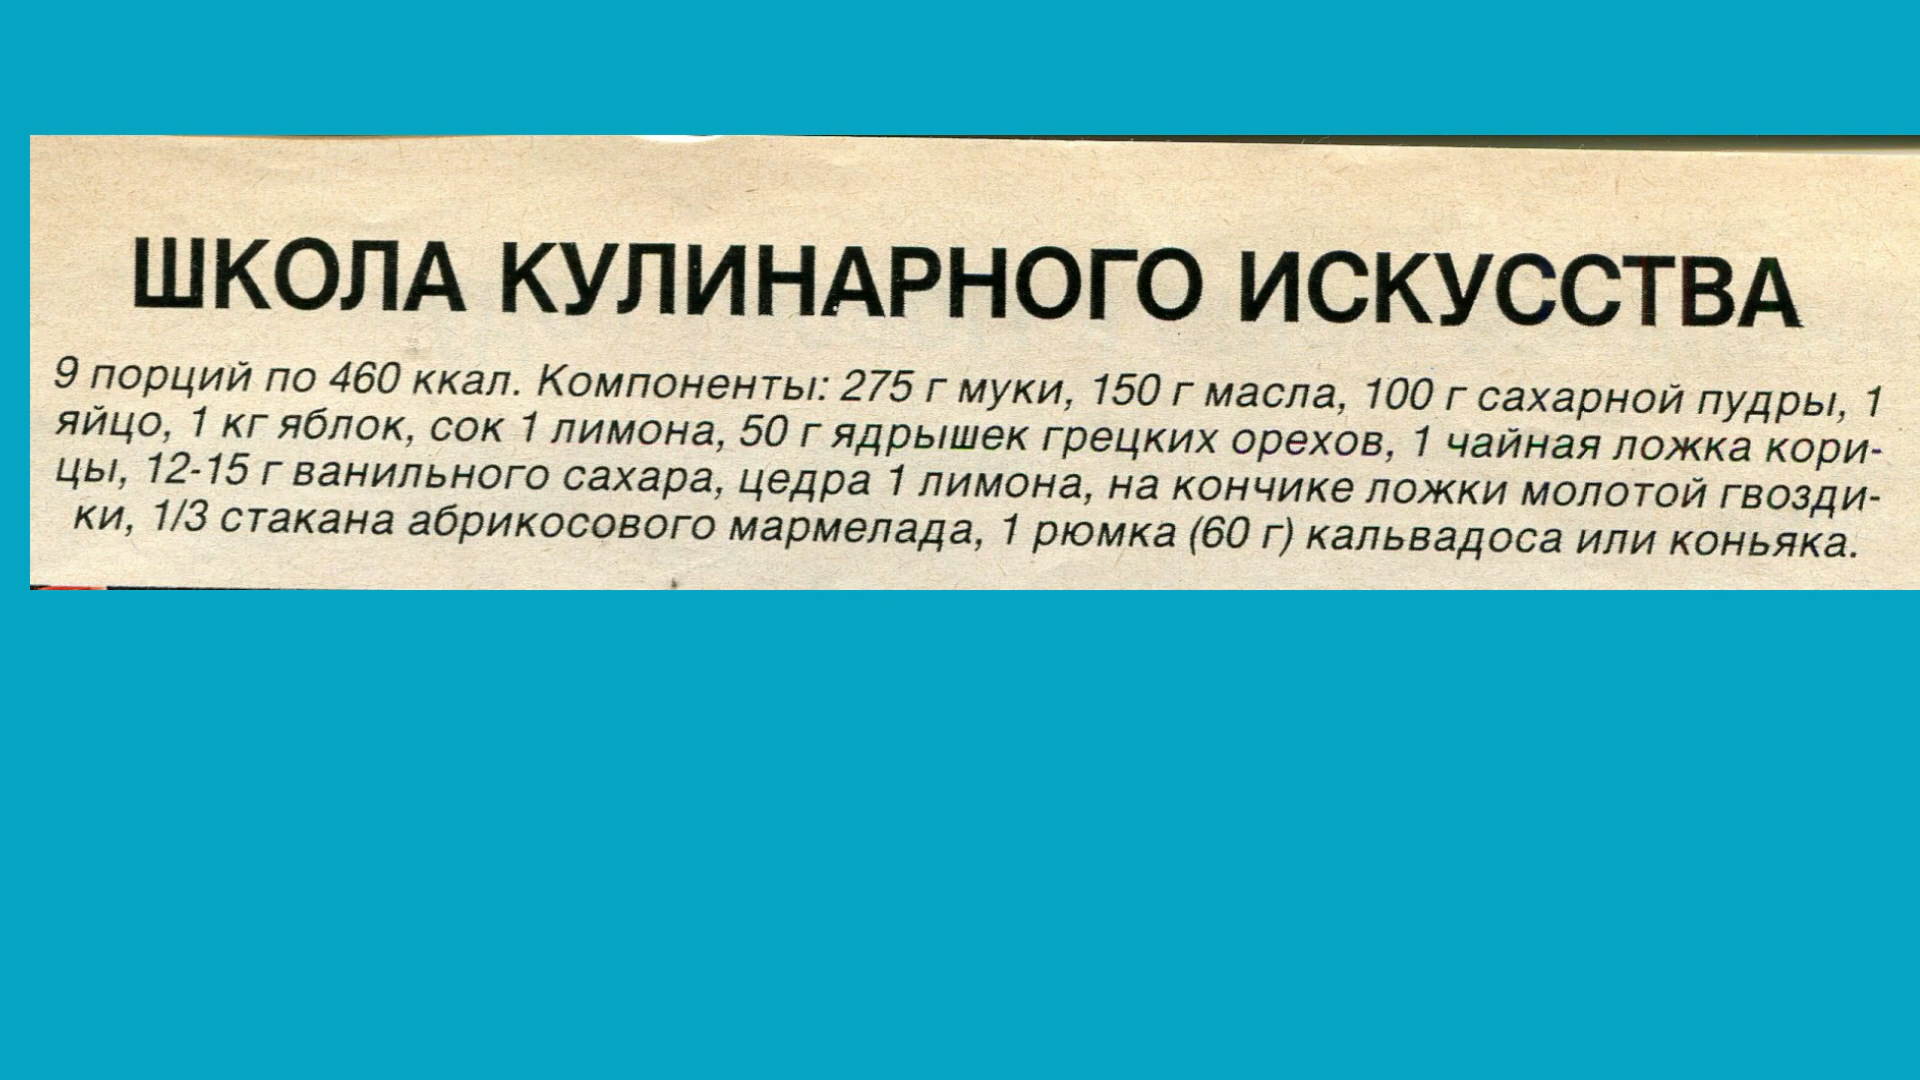 ШКОЛА КУЛИНАРНОГО ИСКУССТВА
9 порций по 460 ккал. Компоненты: 275 г муки, 150 г масла, 100 г сахарной пудры, 1
яйцо, 1 кг яблок, сок 1 лимона, 50 г ядрышек грецких орехов, 1 чайная ложка кори-
цы, 12-15 г ванильного сахара, цедра 1 лимона, на кончике ложки молотой гвозди-
ки, 1/3 стакана абрикосового мармелада, 1 рюмка (60 г) кальвадоса или коньяка.